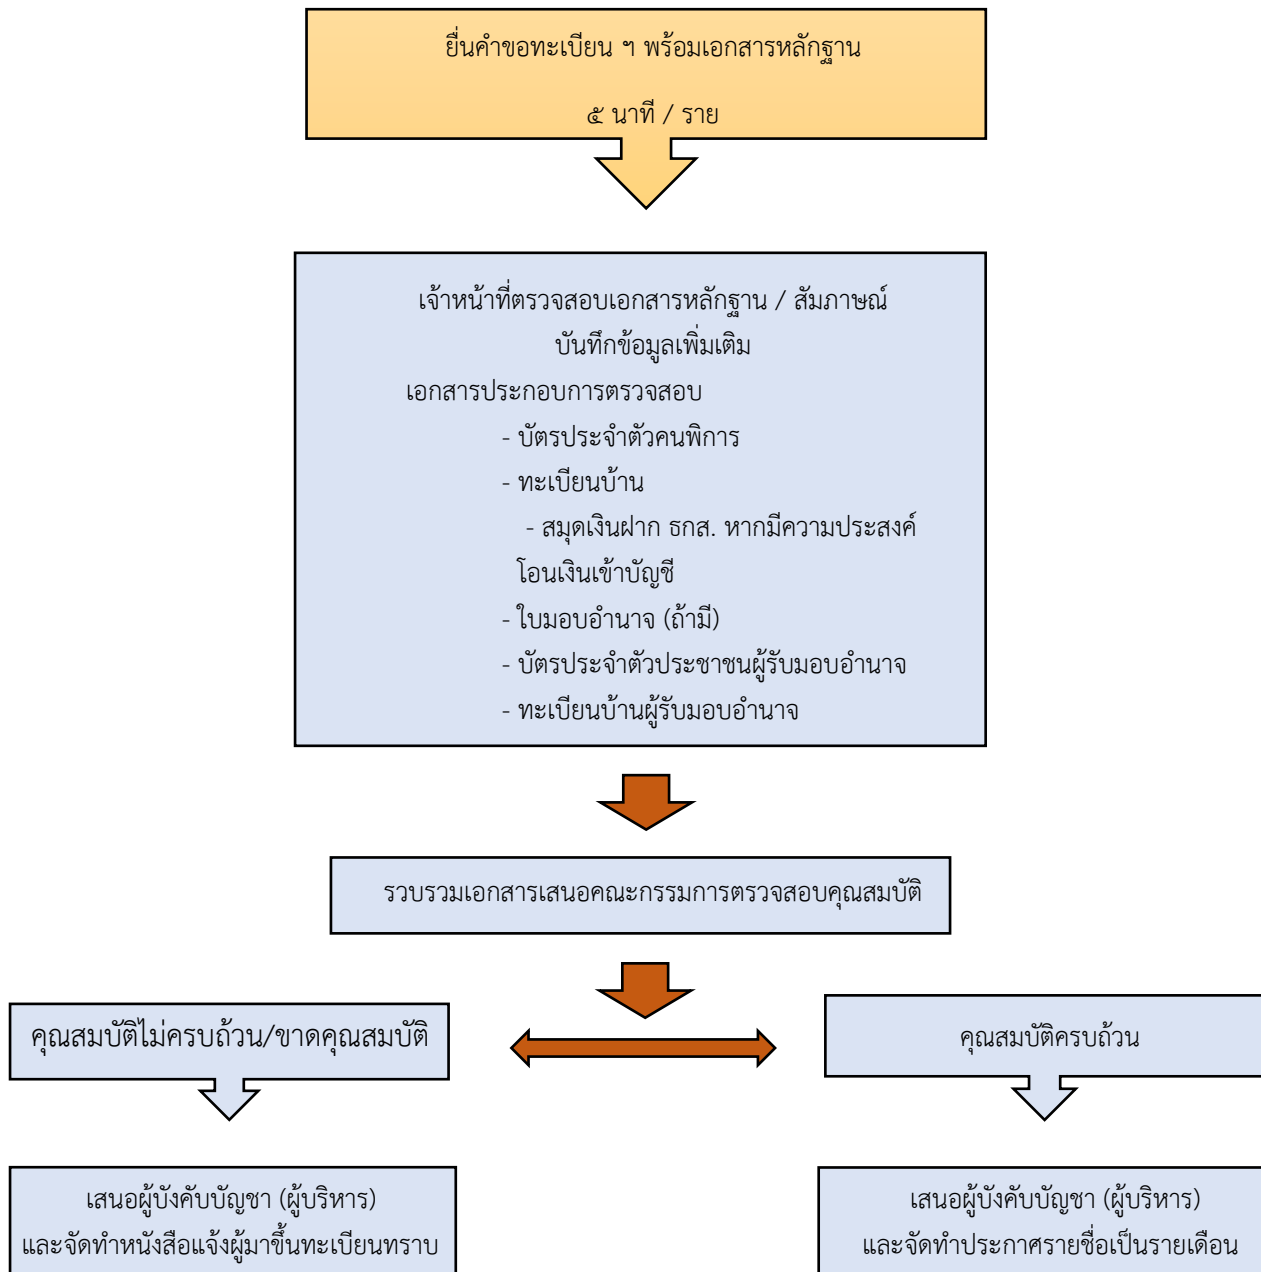 ยื่นคำขอทะเบียน ฯ พร้อมเอกสารหลักฐาน
๕ นาที / ราย
เจ้าหน้าที่ตรวจสอบเอกสารหลักฐาน / สัมภาษณ์
บันทึกข้อมูลเพิ่มเติม
เอกสารประกอบการตรวจสอบ
- บัตรประจำตัวคนพิการ
- ทะเบียนบ้าน
- สมุดเงินฝาก ธกส. หากมีความประสงค์
โอนเงินเข้าบัญชี
- ใบมอบอำนาจ (ถ้ามี)
- บัตรประจำตัวประชาชนผู้รับมอบอำนาจ
- ทะเบียนบ้านผู้รับมอบอำนาจ
รวบรวมเอกสารเสนอคณะกรรมการตรวจสอบคุณสมบัติ
คุณสมบัติไม่ครบถ้วน/ขาดคุณสมบัติ
คุณสมบัติครบถ้วน
เสนอผู้บังคับบัญชา (ผู้บริหาร)
และจัดทำหนังสือแจ้งผู้มาขึ้นทะเบียนทราบ
เสนอผู้บังคับบัญชา (ผู้บริหาร)
และจัดทำประกาศรายชื่อเป็นรายเดือน